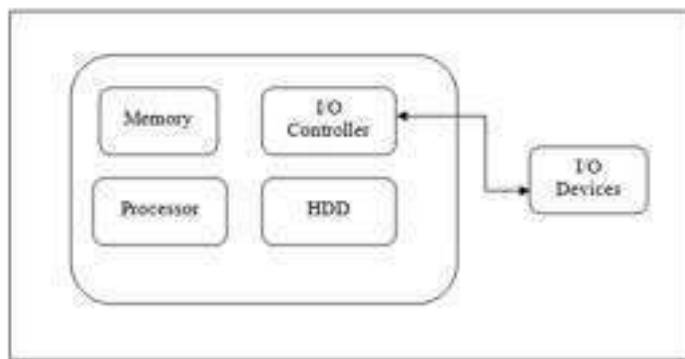 Memory
I/O
Controller
Processor
HDD
I/O
Devices